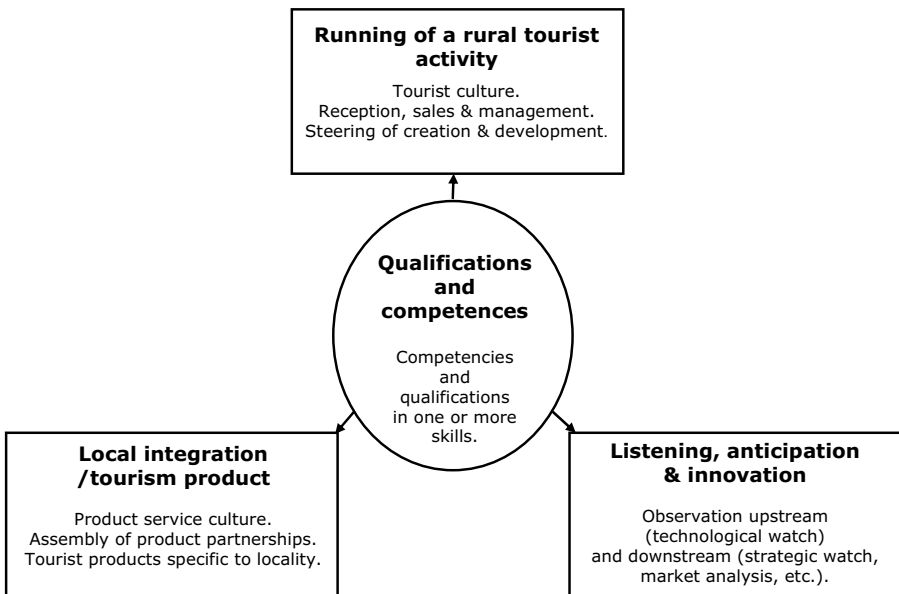 Running of a rural tourist
activity
Tourist culture.
Reception, sales & management.
Steering of creation & development.
Qualifications
and
competences
Competencies
and
qualifications
in one or more
skills.
Local integration
/tourism product
Product service culture.
Assembly of product partnerships.
Tourist products specific to locality.
Listening, anticipation
& innovation
Observation upstream
(technological watch)
and downstream (strategic watch,
market analysis, etc.).